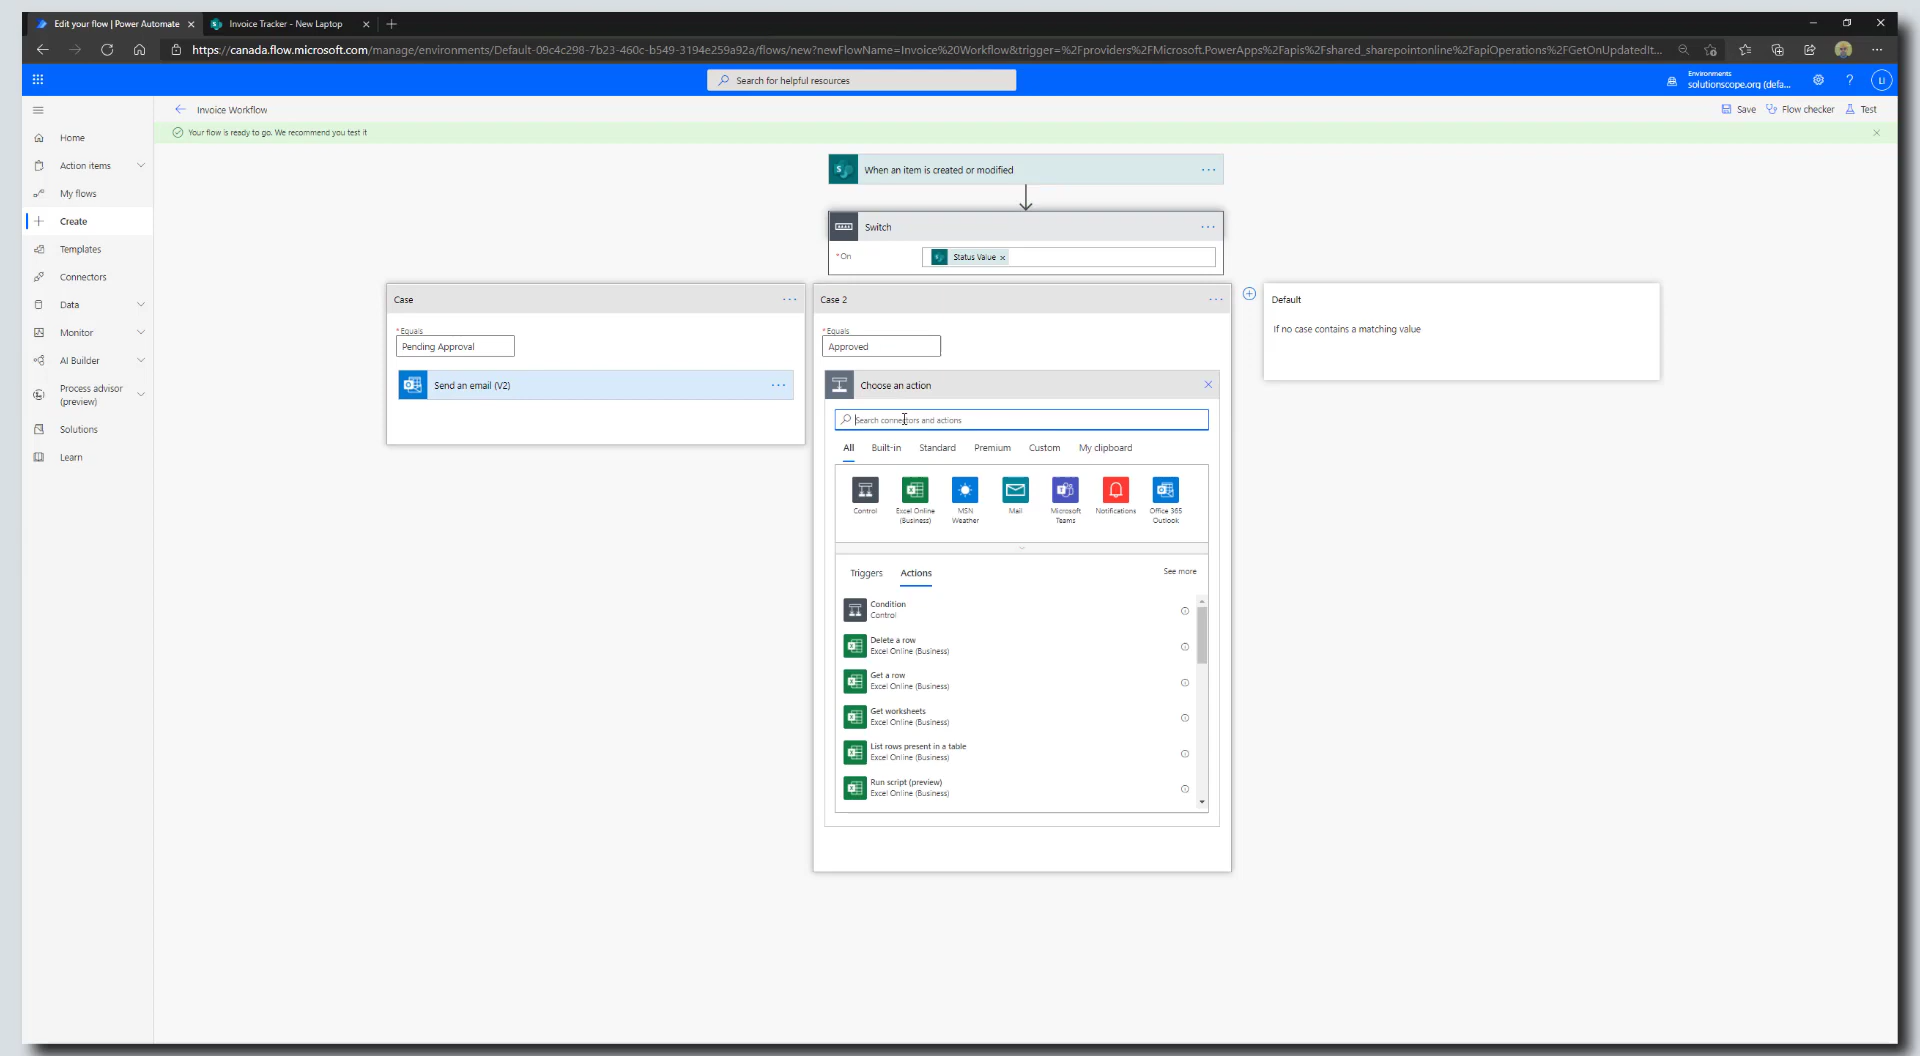 Edit your flow | Power Automate
Invoice Tracker - New Laptop
https://canada.flow.microsoft.com/manage/environments/Default-09c4c298-7b23-460c-b549-3194e259a92a/flows/new?newFlowName=Invoice%20Workflow&trigger=%2Fproviders%2FMicrosoft.PowerApps%2Fapis%2Fshared_sharepointonline%2FapiOperations%2FGetOnUpdatedIt...
Search for helpful resources
Environments
solutionscope.org (defa...
LI
Invoice Workflow
Save
Flow checker
Test
Your flow is ready to go. We recommend you test it
Home
Action items
My flows
Create
Templates
Connectors
Data
Monitor
AI Builder
Process advisor
(preview)
Solutions
Learn
When an item is created or modified
Switch
*On
Status Value
Case
*Equals
Pending Approval
Send an email (V2)
Case 2
*Equals
Approved
Choose an action
Search connectors and actions
All
Built-in
Standard
Premium
Custom
My clipboard
Control
Excel Online
(Business)
MSN
Weather
Mail
Microsoft
Teams
Notifications
Office 365
Outlook
Triggers
Actions
See more
Condition
Control
Delete a row
Excel Online (Business)
Get a row
Excel Online (Business)
Get worksheets
Excel Online (Business)
List rows present in a table
Excel Online (Business)
Run script (preview)
Excel Online (Business)
Default
If no case contains a matching value